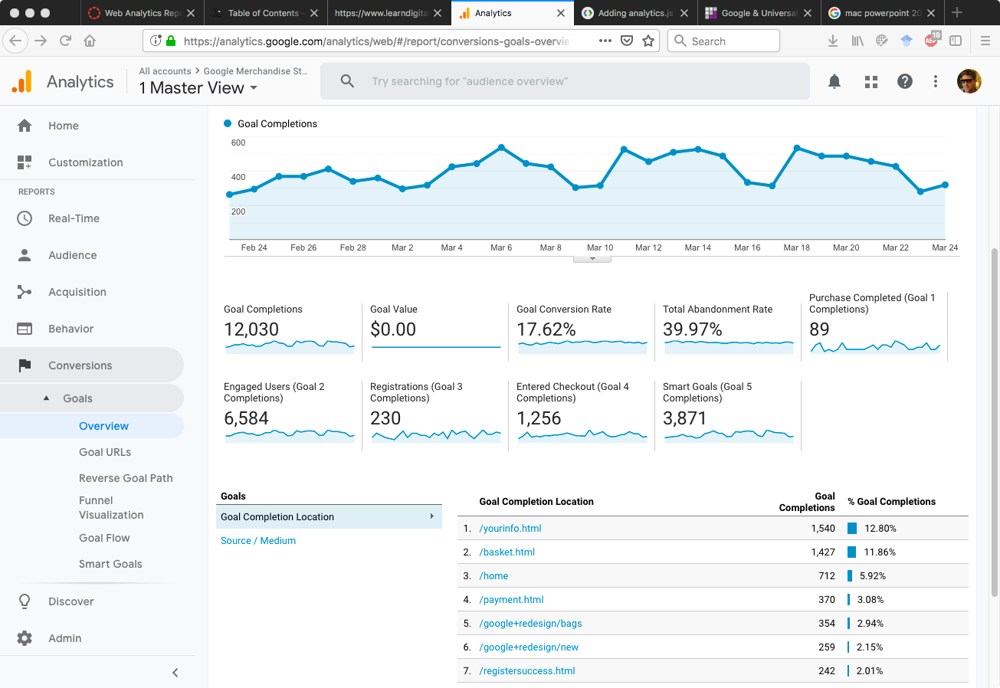 Web Analytics Rep
Table of Contents -
https://www.learndigita
Analytics
Adding analytics.js
Google & Universal
mac powerpoint 20
https://analytics.google.com/analytics/web/#/report/conversions-goals-overvie
Search
19
ABP
Analytics
All accounts > Google Merchandise St...
1 Master View
Try searching for "audience overview"
Home
Customization
REPORTS
Real-Time
Audience
Acquisition
Behavior
Conversions
Goals
Overview
Goal URLs
Reverse Goal Path
Funnel
Visualization
Goal Flow
Smart Goals
Discover
Admin
Goal Completions
600
400
200
Feb 24 Feb 26 Feb 28 Mar 2 Mar 4 Mar 6 Mar 8 Mar 10 Mar 12 Mar 14 Mar 16 Mar 18 Mar 20 Mar 22 Mar 24
Goal Completions
12,030
Goal Value
$0.00
Goal Conversion Rate
17.62%
Total Abandonment Rate
39.97%
Purchase Completed (Goal 1
Completions)
89
Engaged Users (Goal 2
Completions)
6,584
Registrations (Goal 3
Completions)
230
Entered Checkout (Goal 4
Completions)
1,256
Smart Goals (Goal 5
Completions)
3,871
Goals
Goal Completion Location
Source / Medium
Goal Completion Location
Goal
Completions
% Goal Completions
1. /yourinfo.html 1,540 12.80%
2. /basket.html 1,427 11.86%
3. /home 712 5.92%
4. /payment.html 370 3.08%
5. /google+redesign/bags 354 2.94%
6. /google+redesign/new 259 2.15%
7. /registersuccess.html 242 2.01%